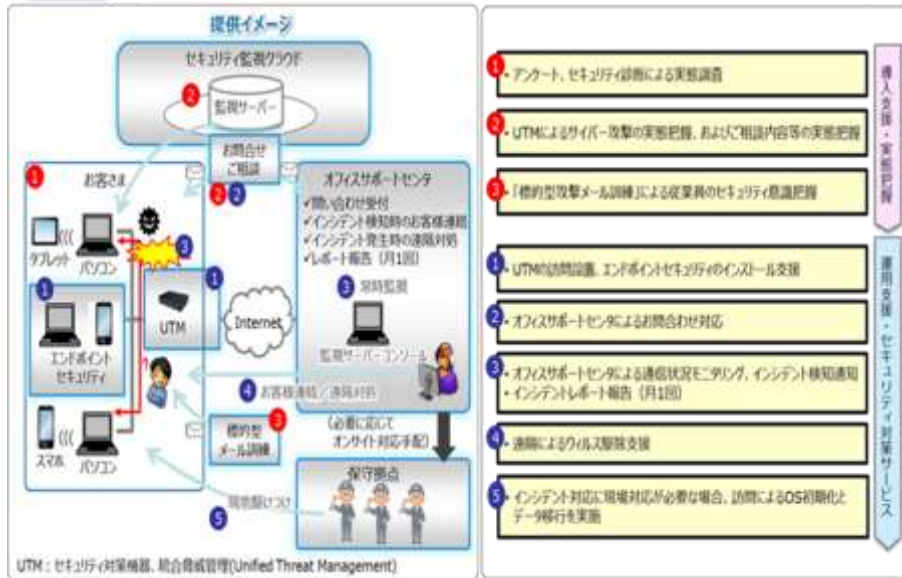 提供イメージ
セキュリティ監視クラウド
2
監視サーバー
お問合せ
ご相談
2 2
1
お客さま
タブレット
パソコン
3
1
エンドポイント
セキュリティ
1
UTM
Internet
スマホ
パソコン
オフィスサポートセンタ
✓問い合わせ受付
✓インシデント検知時のお客様連絡
✓インシデント発生時の遠隔対処
✓レポート報告（月1回）
3 常時監視
監視サーバーコンソール
4 お客様連絡／遠隔対処
標的型
メール訓練
3
（必要に応じて
オンサイト対応手配）
保守拠点
現地駆けつけ
5
UTM：セキュリティ対策機器、統合脅威管理(Unified Threat Management)
1 ・アンケート、セキュリティ診断による実態調査
2 ・UTMによるサイバー攻撃の実態把握、およびご相談内容等の実態把握
3 ・「標的型攻撃メール訓練」による従業員のセキュリティ意識把握
導入支援・実態把握
1 ・UTMの訪問設置、エンドポイントセキュリティのインストール支援
2 ・オフィスサポートセンタによるお問合わせ対応
3 ・オフィスサポートセンタによる通信状況モニタリング、インシデント検知通知
・インシデントレポート報告（月1回）
4 ・遠隔によるウィルス駆除支援
5 ・インシデント対応に現場対応が必要な場合、訪問によるOS初期化と
データ移行を実施
運用支援・セキュリティ対策サービス